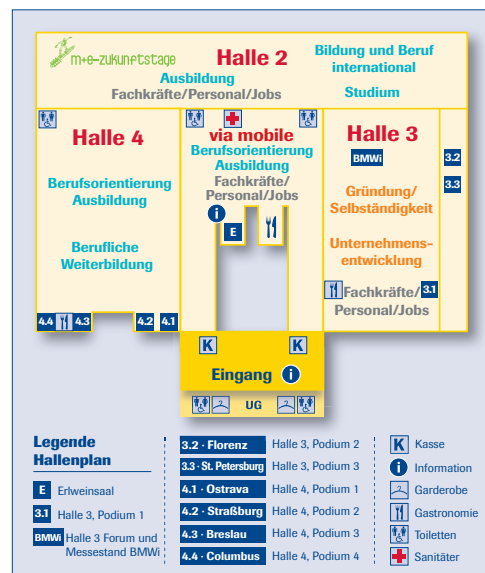 m+e-zukunftstage
Halle 2
Bildung und Beruf
international
Ausbildung
Fachkräfte/Personal/Jobs
Studium
Halle 4
via mobile
Halle 3
Berufsorientierung
Ausbildung
Fachkräfte/
Personal/Jobs
BMWi
3.2
3.3
Berufsorientierung
Ausbildung
Gründung/
Selbständigkeit
i
E
Berufliche
Weiterbildung
Unternehmens-
entwicklung
Fachkräfte/ 3.1
Personal/Jobs
4.4 4.3 4.2 4.1
K K
Eingang i
UG
Legende
Hallenplan
E Erlweinsaal
3.1 Halle 3, Podium 1
BMWi Halle 3 Forum und
Messestand BMWi
3.2 · Florenz Halle 3, Podium 2
3.3 · St. Petersburg Halle 3, Podium 3
4.1 · Ostrava Halle 4, Podium 1
4.2 · Straßburg Halle 4, Podium 2
4.3 · Breslau Halle 4, Podium 3
4.4 · Columbus Halle 4, Podium 4
K Kasse
i Information
Garderobe
Gastronomie
Toiletten
Sanitäter